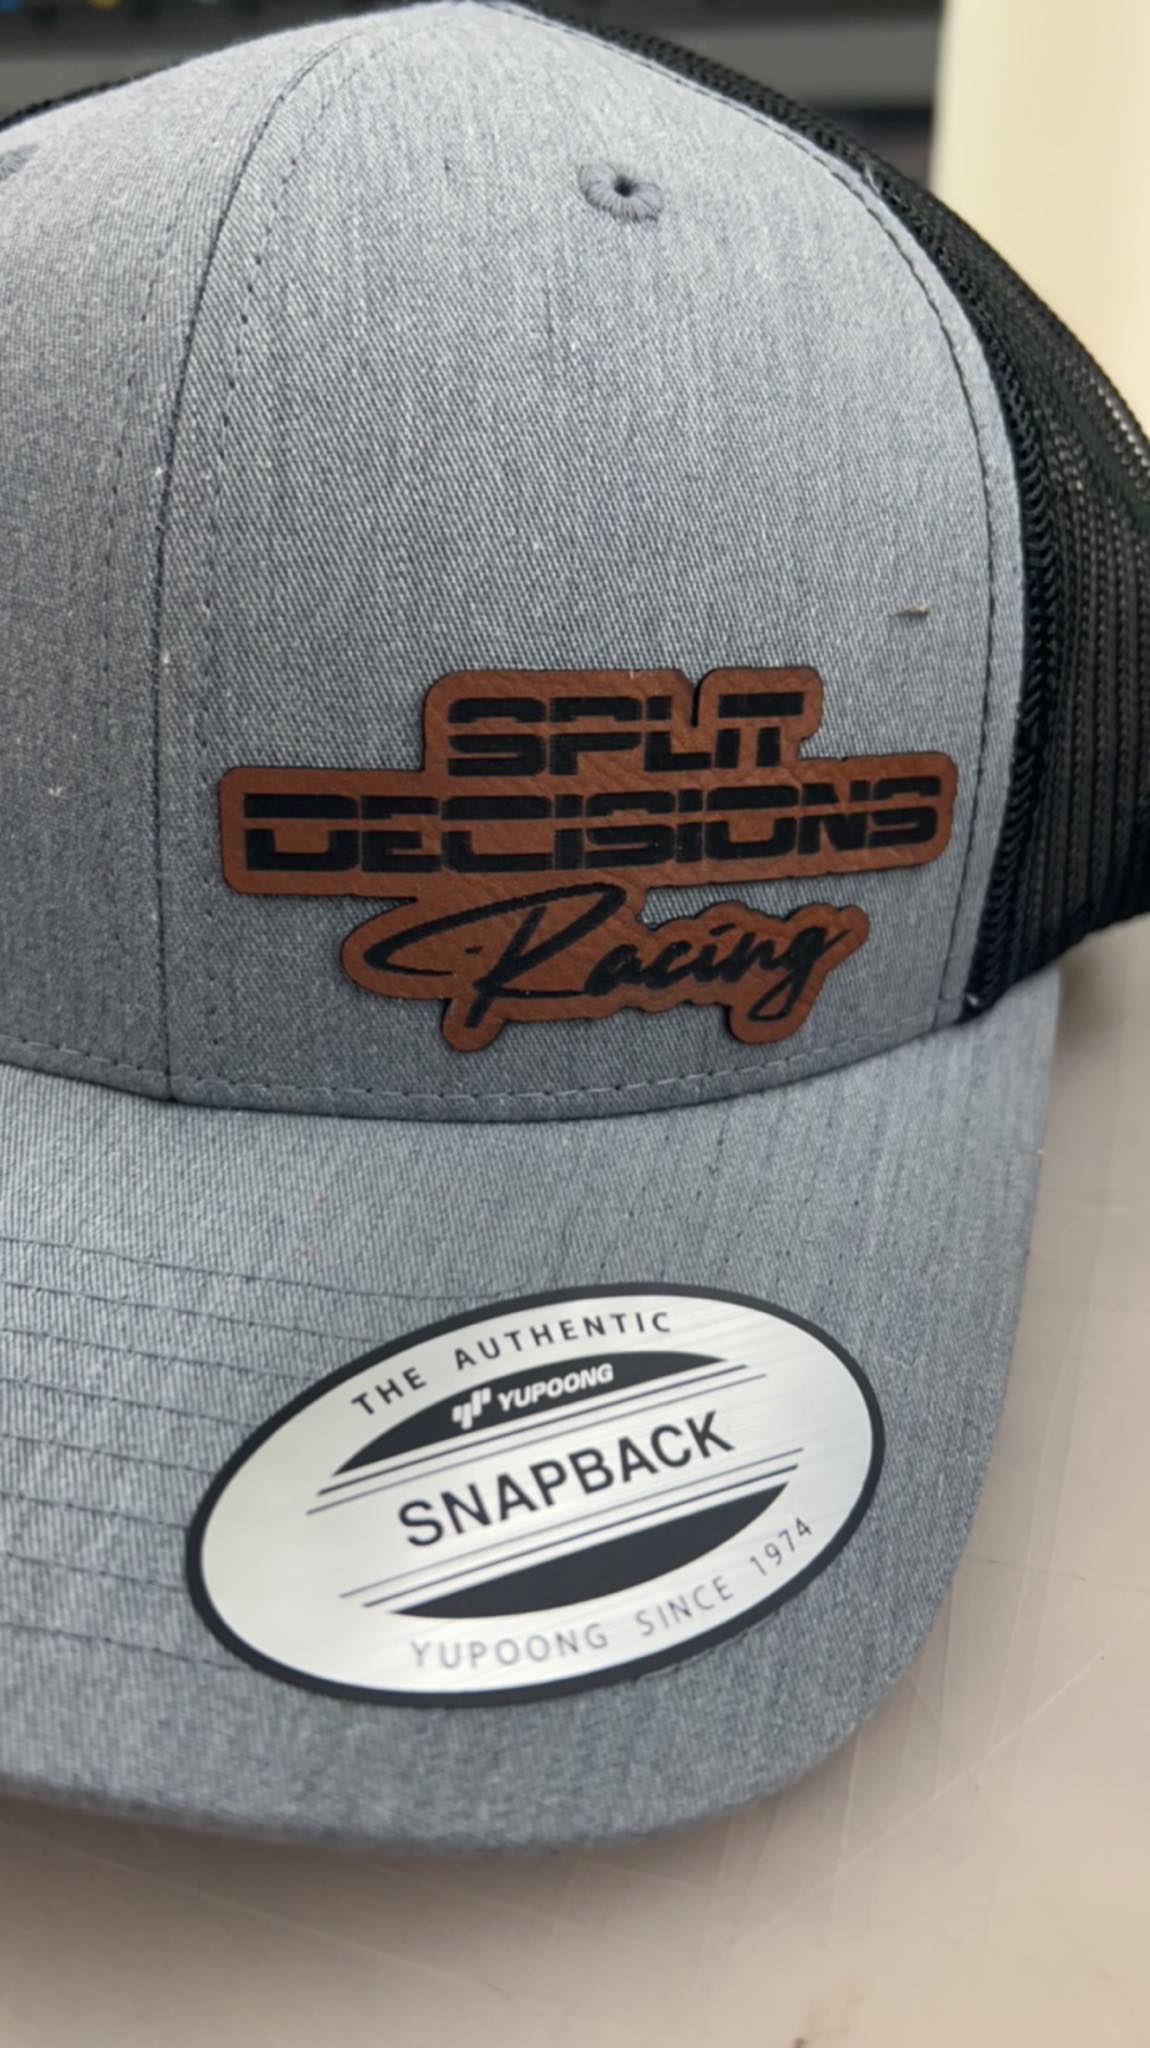 SPLIT
DECISIONS
Racing
THE AUTHENTIC
YUPOONG
SNAPBACK
YUPOONG SINCE 1974